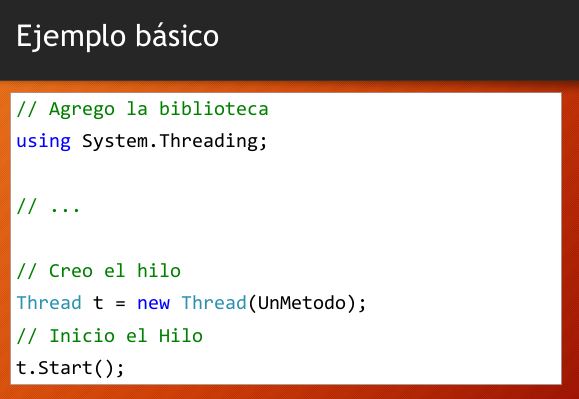 Ejemplo básico
// Agrego la biblioteca
using System.Threading;
// ...
// Creo el hilo
Thread t = new Thread(UnMetodo);
// Inicio el Hilo
t.Start();